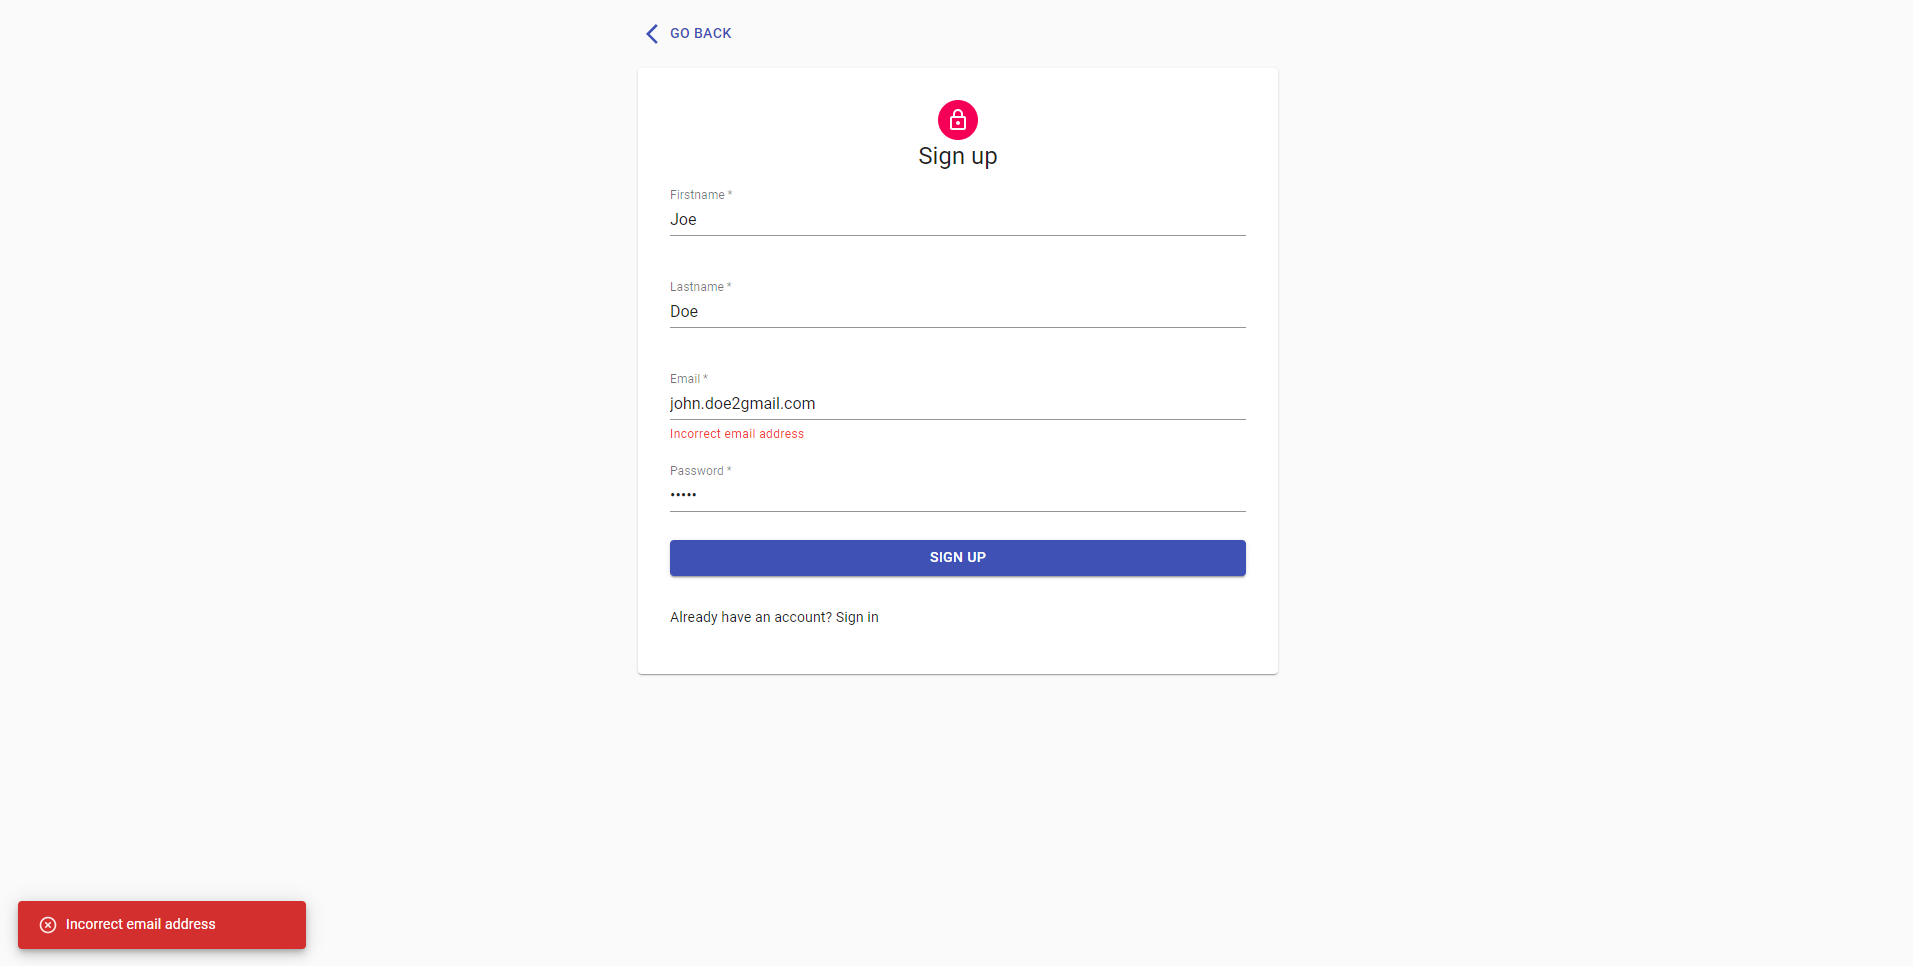 GO BACK
Sign up
Firstname *
Joe
Lastname *
Doe
Email *
john.doe2gmail.com
Incorrect email address
Password *
•••••
SIGN UP
Already have an account? Sign in
Incorrect email address